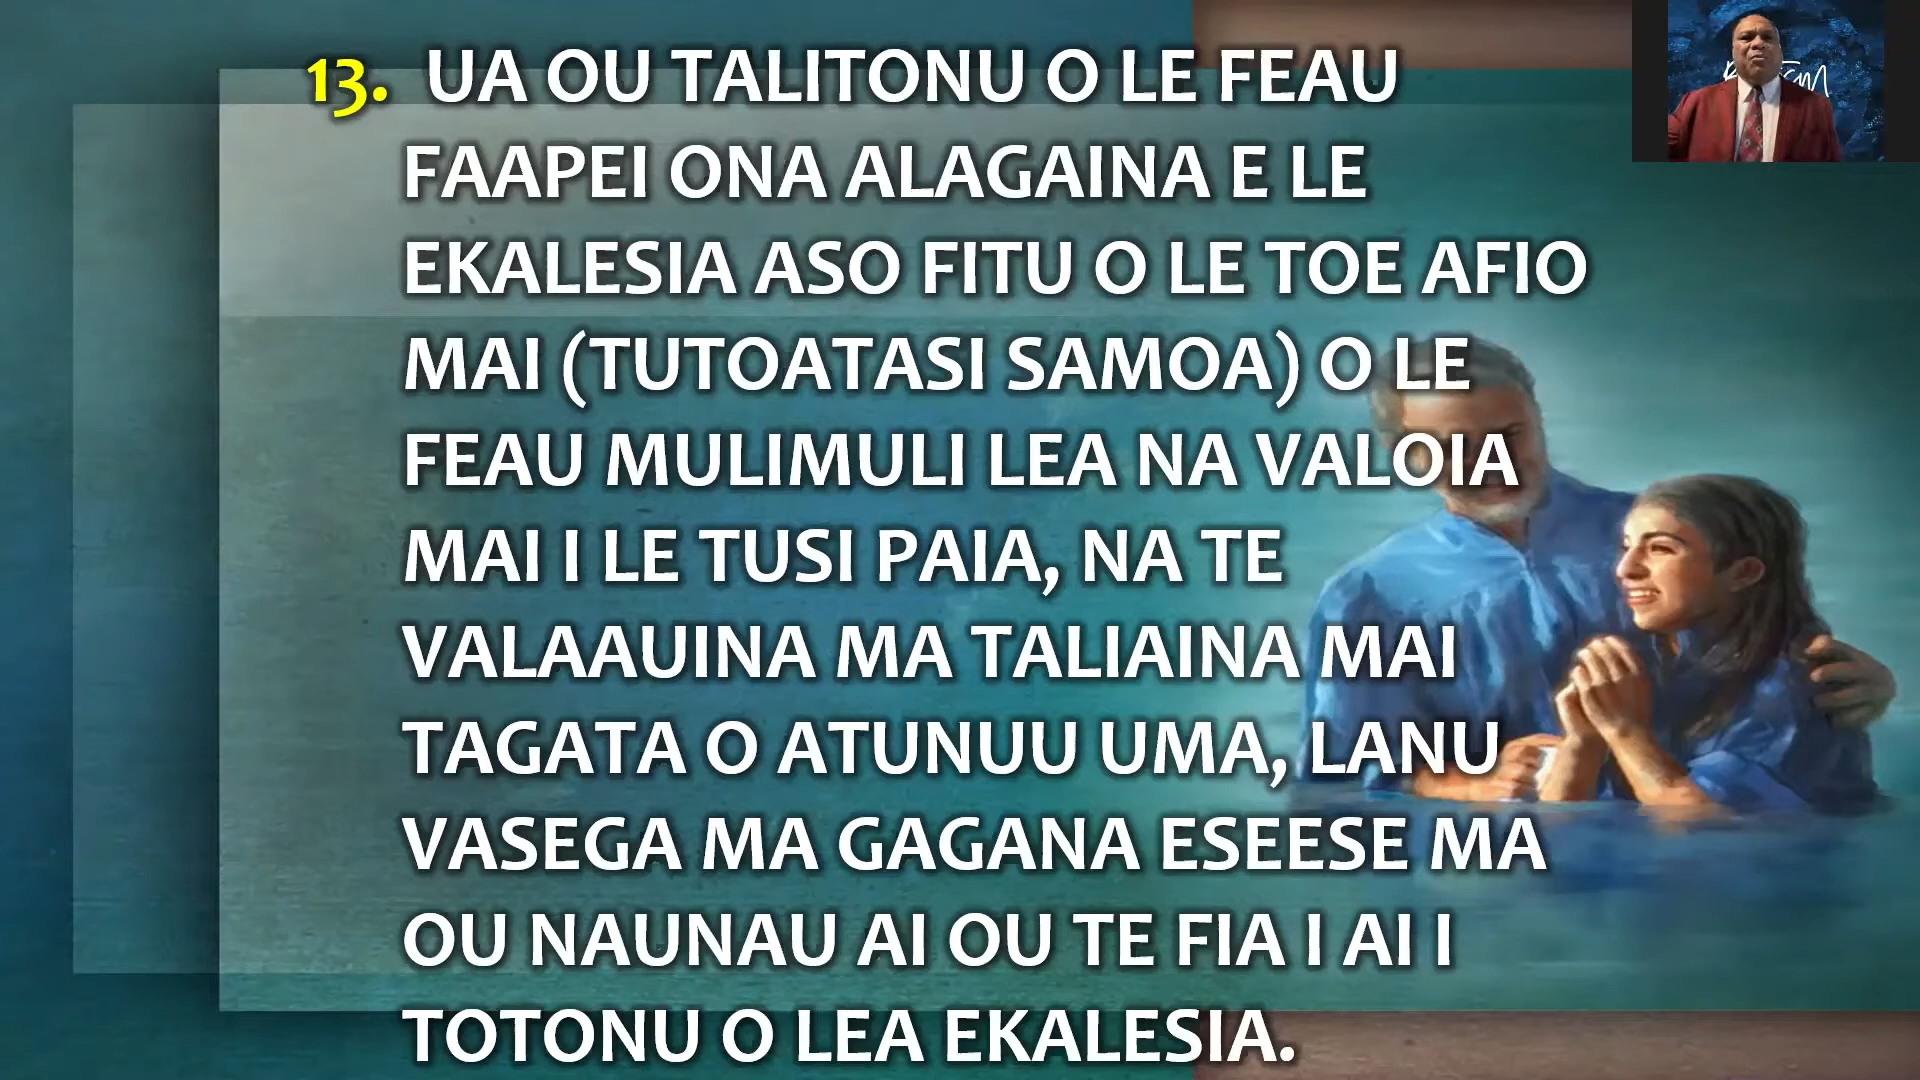 13. UA OU TALITONU O LE FEAU
FAAPEI ONA ALAGAINA E LE
EKALESIA ASO FITU O LE TOE AFIO
MAI (TUTOATASI SAMOA) O LE
FEAU MULIMULI LEA NA VALOIA
MAI I LE TUSI PAIA, NA TE
VALAAUINA MA TALIAINA MAI
TAGATA O ATUNUU UMA, LANU
VASEGA MA GAGANA ESEESE MA
OU NAUNAU AI OU TE FIA I AI I
TOTONU O LEA EKALESIA.